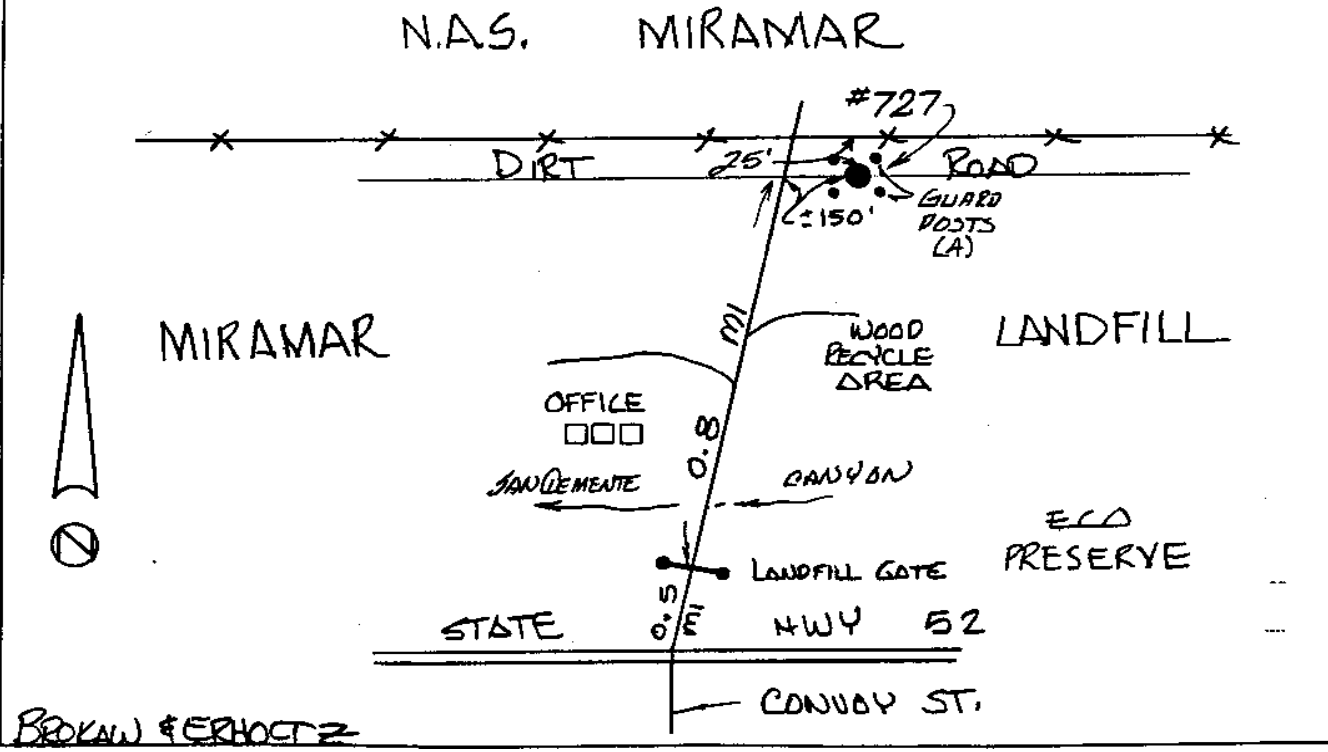 N.A.S. MIRAMAR
#727
DIRT 25' ROAD
±150'
GUARD
POSTS
(A)
MI
MIRAMAR LANDFILL
WOOD
RECYCLE
AREA
OFFICE
0.8
SAN CLEMENTE CANYON
ECO
PRESERVE
N
LANDFILL GATE
0.5
MI
STATE HWY 52
CONVOY ST.
BROKAW & ERHOLTZ